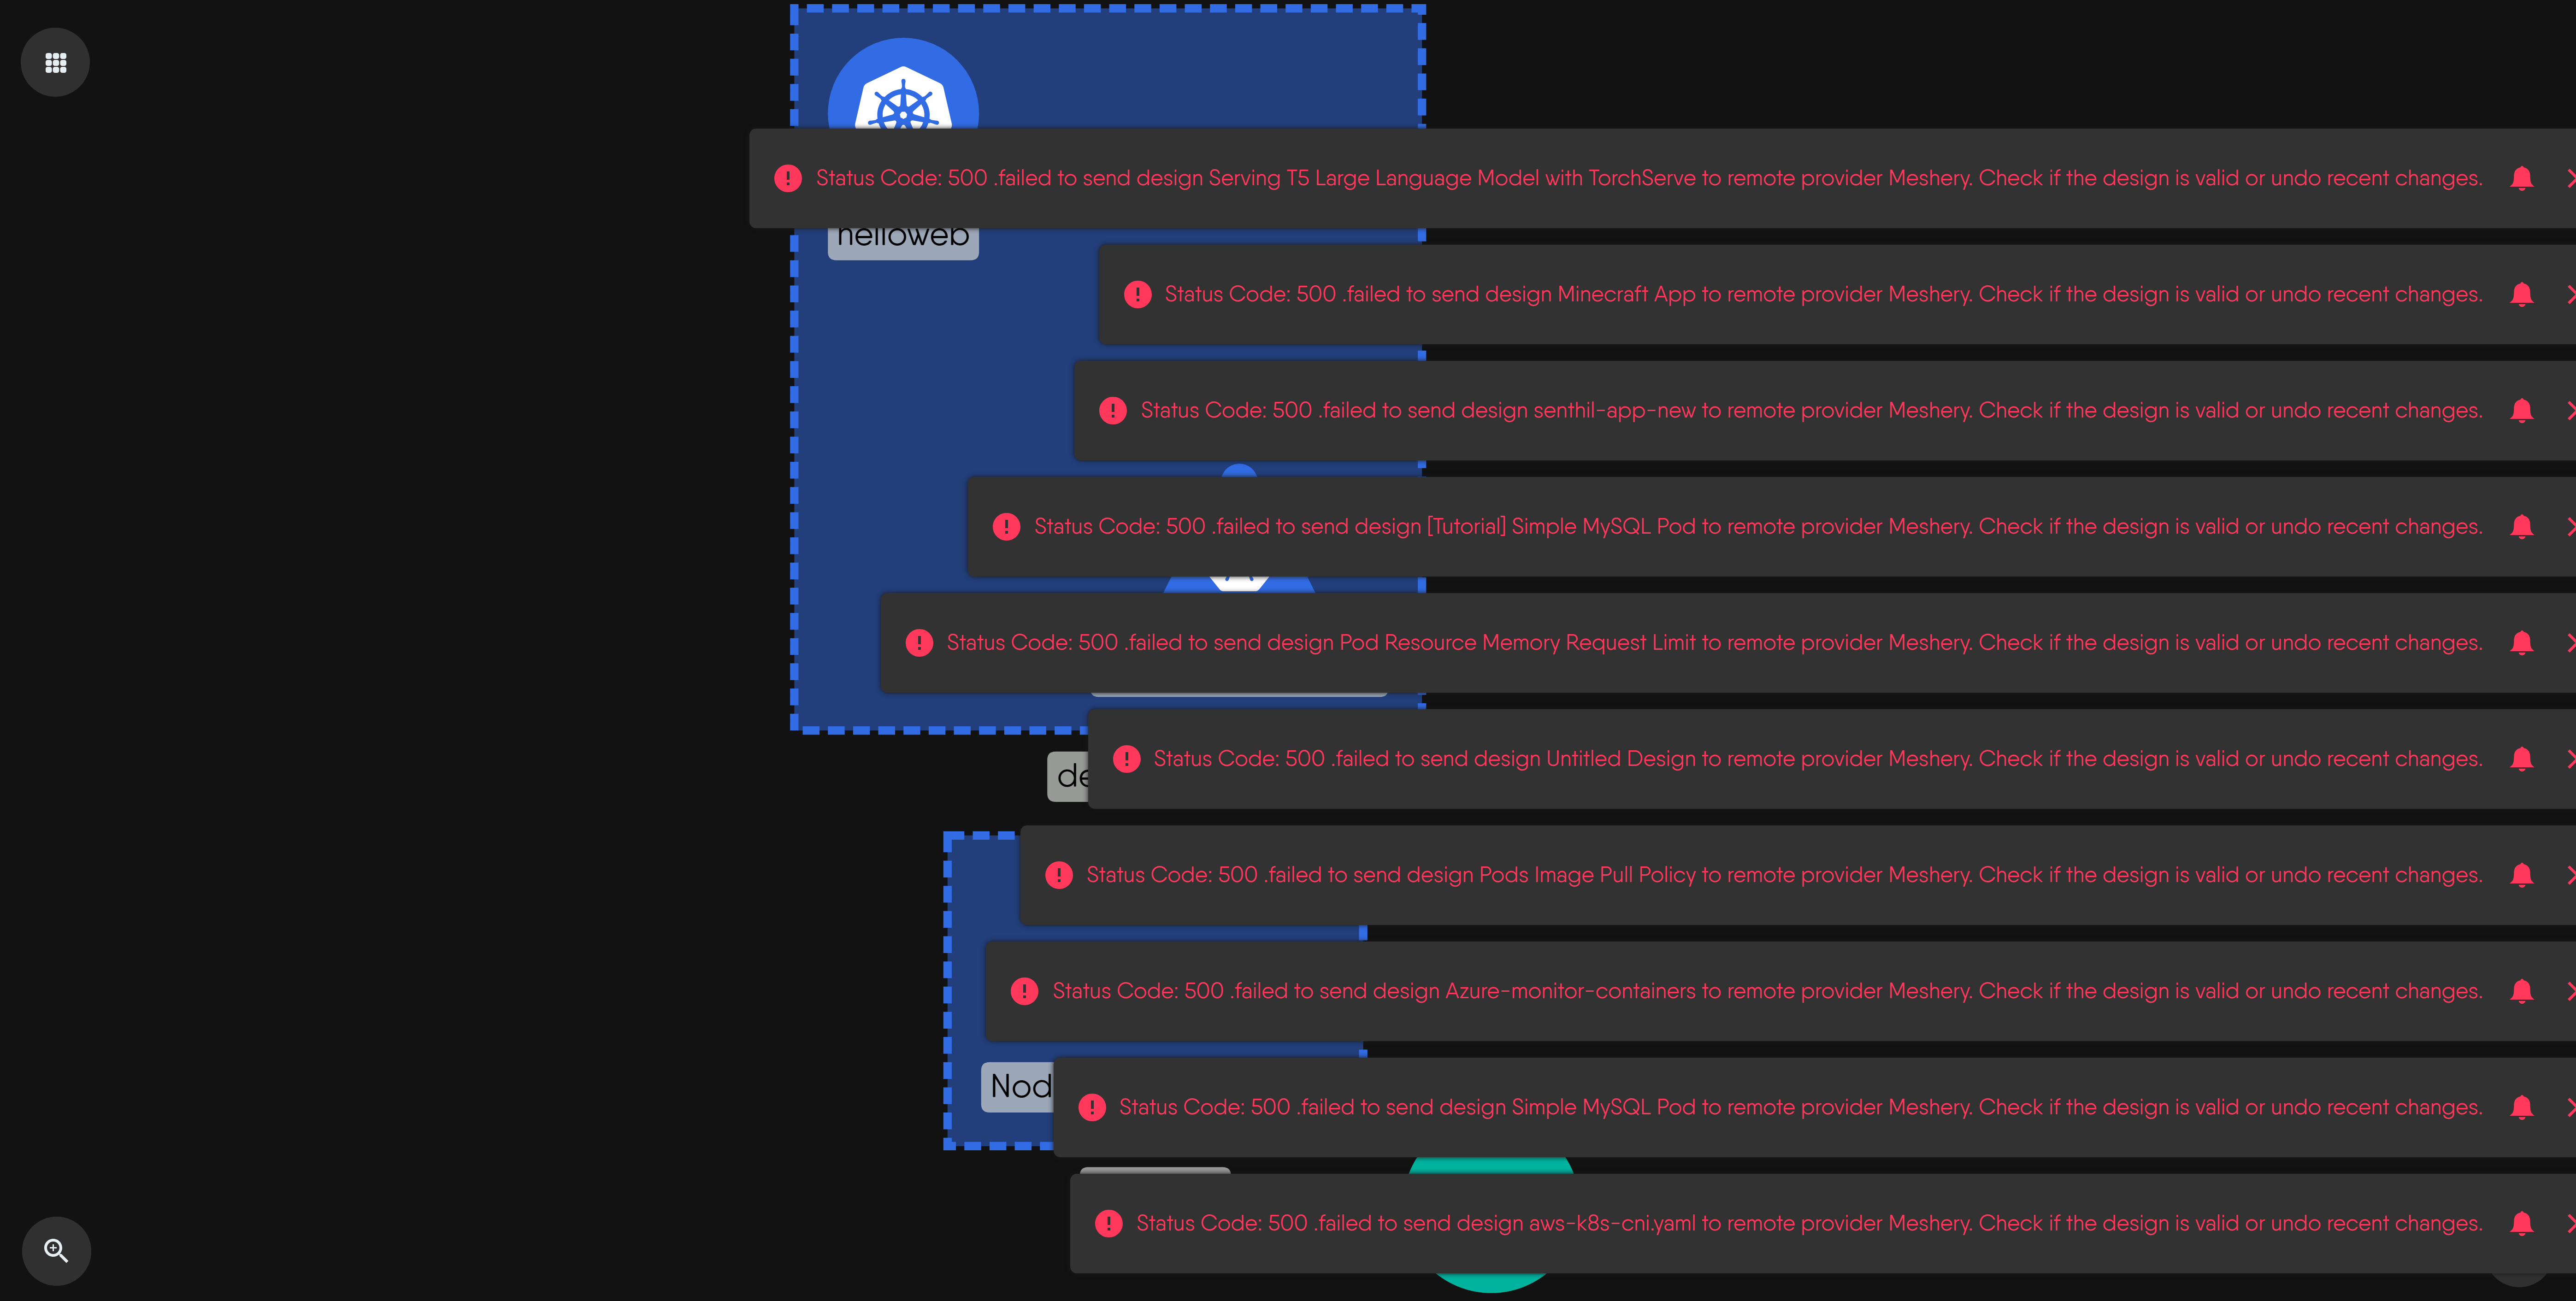 Status Code: 500 .failed to send design Serving T5 Large Language Model with TorchServe to remote provider Meshery. Check if the design is valid or undo recent changes.
helloweb
Status Code: 500 .failed to send design Minecraft App to remote provider Meshery. Check if the design is valid or undo recent changes.
Status Code: 500 .failed to send design senthil-app-new to remote provider Meshery. Check if the design is valid or undo recent changes.
Status Code: 500 .failed to send design [Tutorial] Simple MySQL Pod to remote provider Meshery. Check if the design is valid or undo recent changes.
Status Code: 500 .failed to send design Pod Resource Memory Request Limit to remote provider Meshery. Check if the design is valid or undo recent changes.
Status Code: 500 .failed to send design Untitled Design to remote provider Meshery. Check if the design is valid or undo recent changes.
de
Status Code: 500 .failed to send design Pods Image Pull Policy to remote provider Meshery. Check if the design is valid or undo recent changes.
Status Code: 500 .failed to send design Azure-monitor-containers to remote provider Meshery. Check if the design is valid or undo recent changes.
Nod
Status Code: 500 .failed to send design Simple MySQL Pod to remote provider Meshery. Check if the design is valid or undo recent changes.
Status Code: 500 .failed to send design aws-k8s-cni.yaml to remote provider Meshery. Check if the design is valid or undo recent changes.